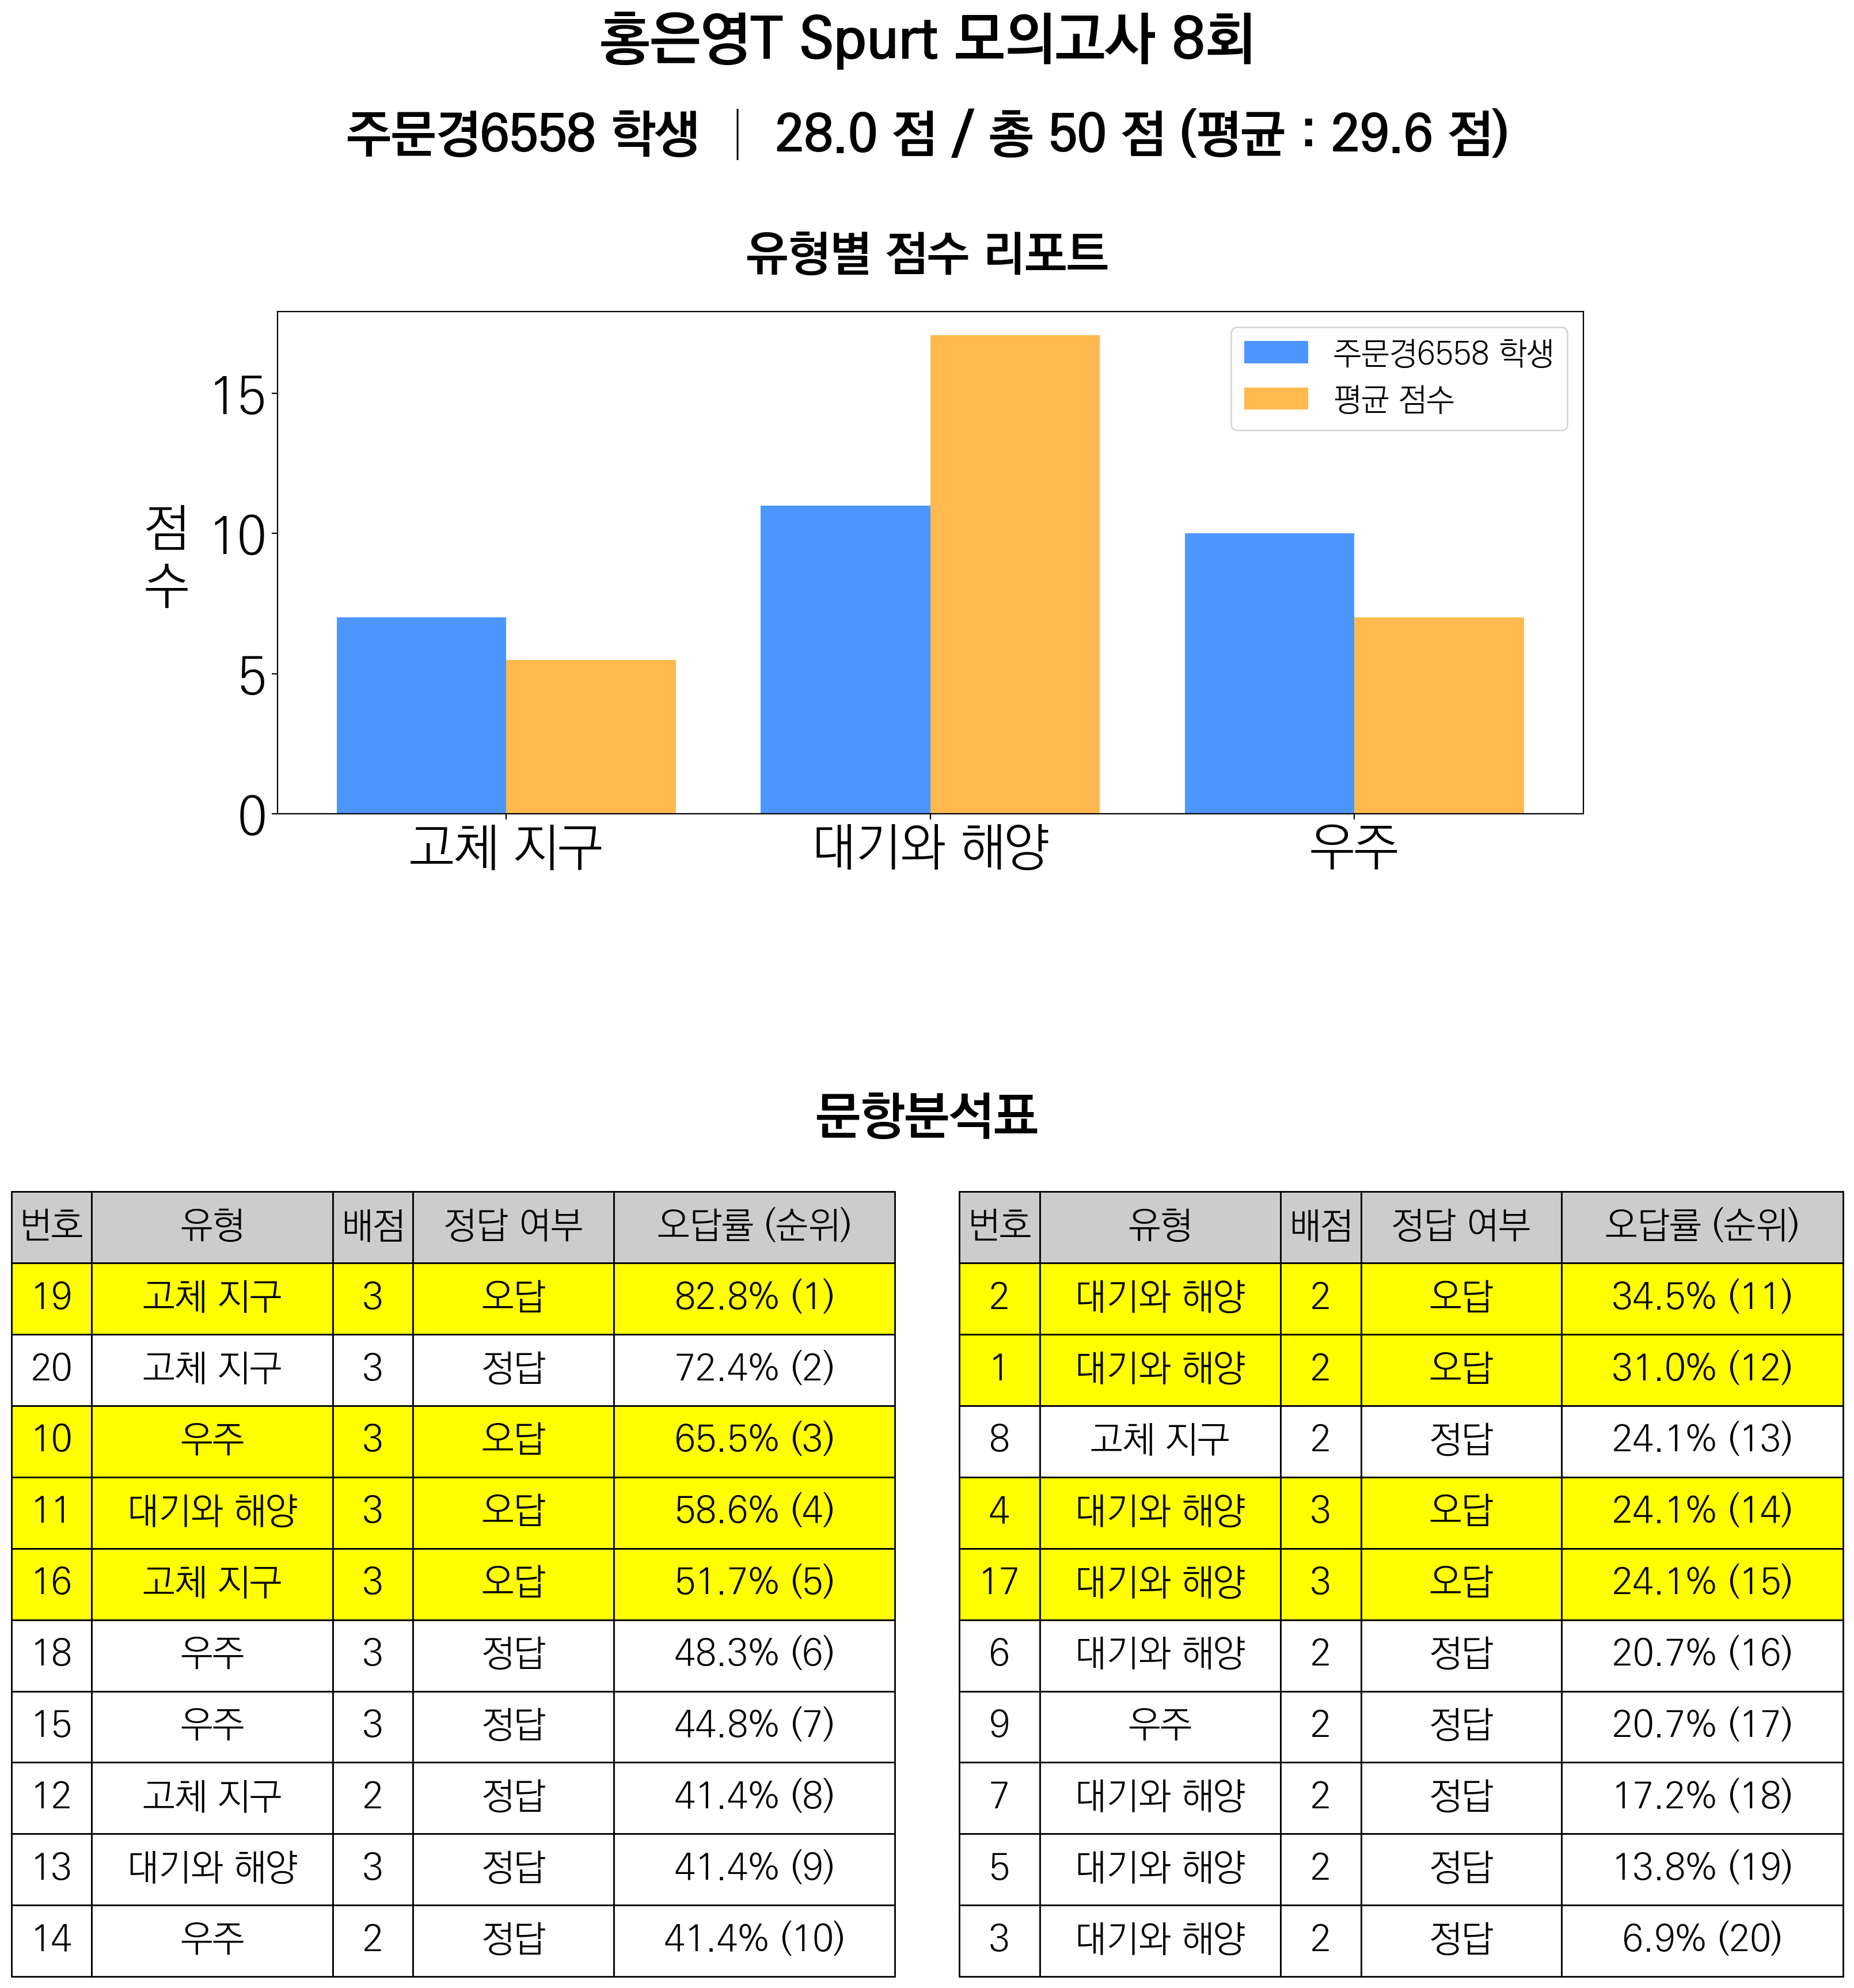 홍은영T Spurt 모의고사 8회
주문경6558 학생 | 28.0 점 / 총 50 점 (평균 : 29.6 점)
유형별 점수 리포트
주문경6558 학생
평균 점수
점수
15
10
5
0
고체 지구 대기와 해양 우주
문항분석표
번호 유형 배점 정답 여부 오답률 (순위)
19 고체 지구 3 오답 82.8% (1)
20 고체 지구 3 정답 72.4% (2)
10 우주 3 오답 65.5% (3)
11 대기와 해양 3 오답 58.6% (4)
16 고체 지구 3 오답 51.7% (5)
18 우주 3 정답 48.3% (6)
15 우주 3 정답 44.8% (7)
12 고체 지구 2 정답 41.4% (8)
13 대기와 해양 3 정답 41.4% (9)
14 우주 2 정답 41.4% (10)
번호 유형 배점 정답 여부 오답률 (순위)
2 대기와 해양 2 오답 34.5% (11)
1 대기와 해양 2 오답 31.0% (12)
8 고체 지구 2 정답 24.1% (13)
4 대기와 해양 3 오답 24.1% (14)
17 대기와 해양 3 오답 24.1% (15)
6 대기와 해양 2 정답 20.7% (16)
9 우주 2 정답 20.7% (17)
7 대기와 해양 2 정답 17.2% (18)
5 대기와 해양 2 정답 13.8% (19)
3 대기와 해양 2 정답 6.9% (20)